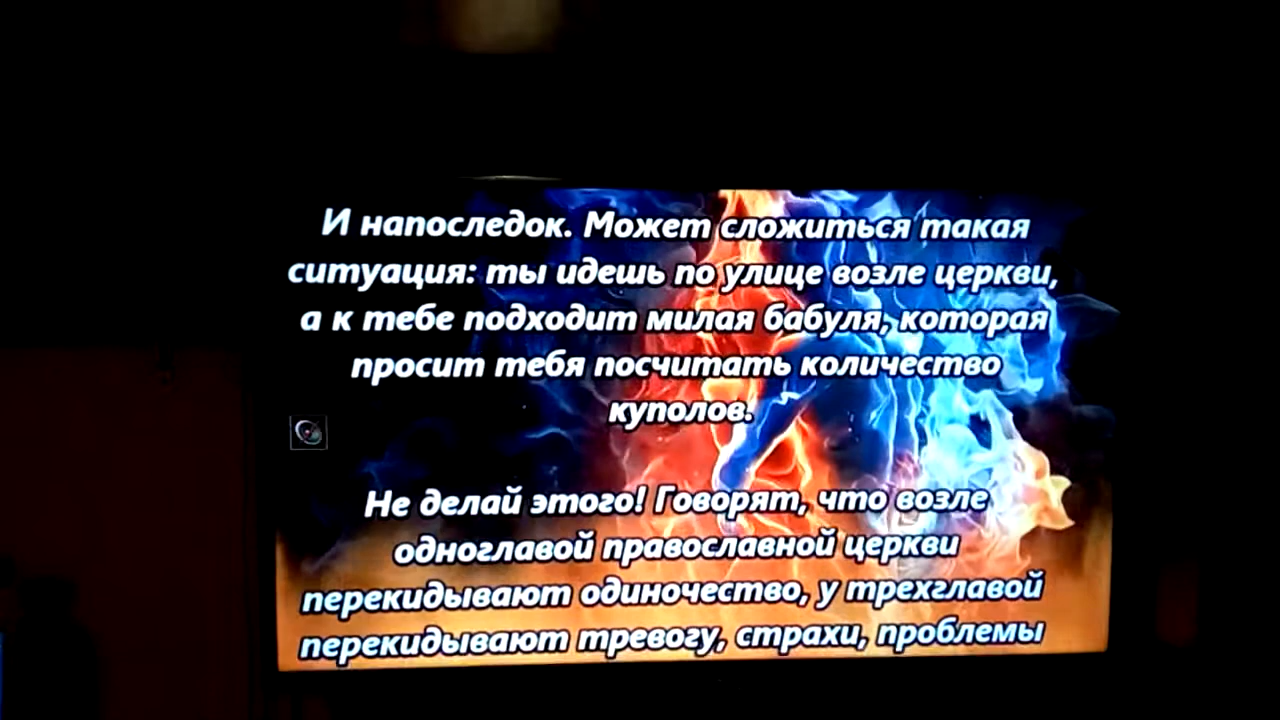 И напоследок. Может сложиться такая
ситуация: ты идешь по улице возле церкви,
а к тебе подходит милая бабуля, которая
просит тебя посчитать количество
куполов.
Не делай этого! Говорят, что возле
одноглавой православной церкви
перекидывают одиночество, у трехглавой
перекидывают тревогу, страхи, проблемы